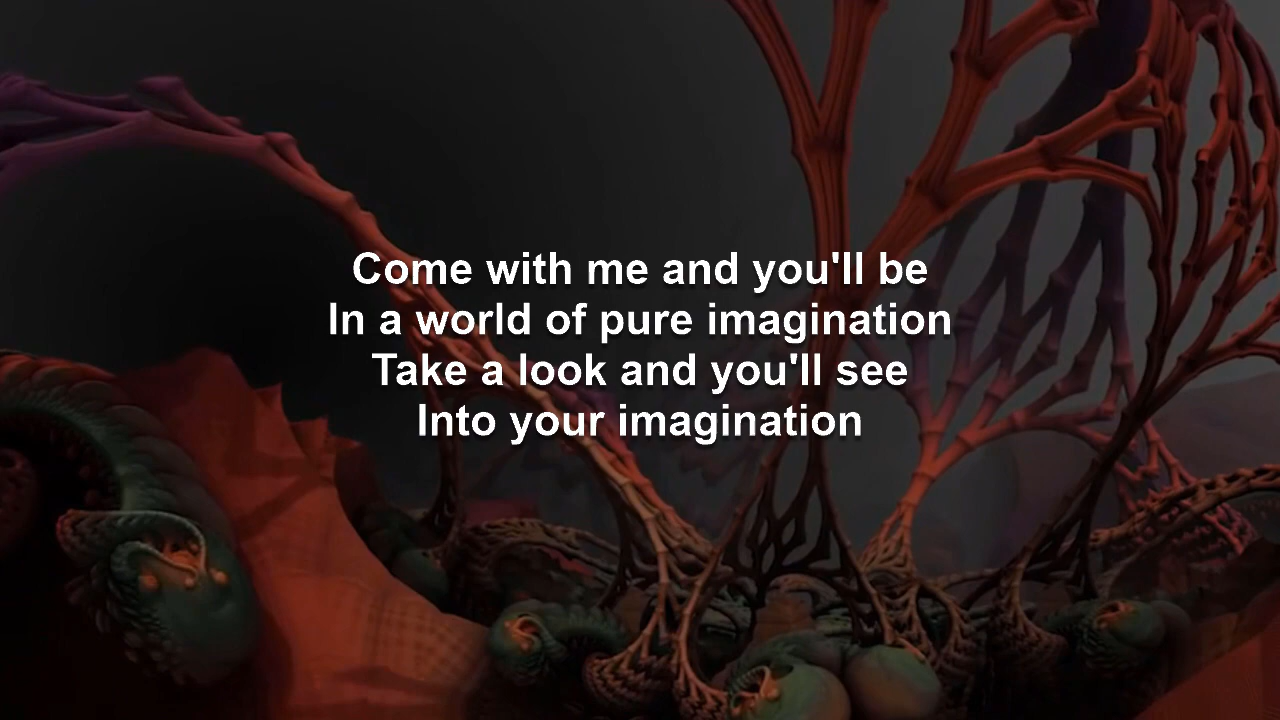 Come with me and you'll be
In a world of pure imagination
Take a look and you'll see
Into your imagination